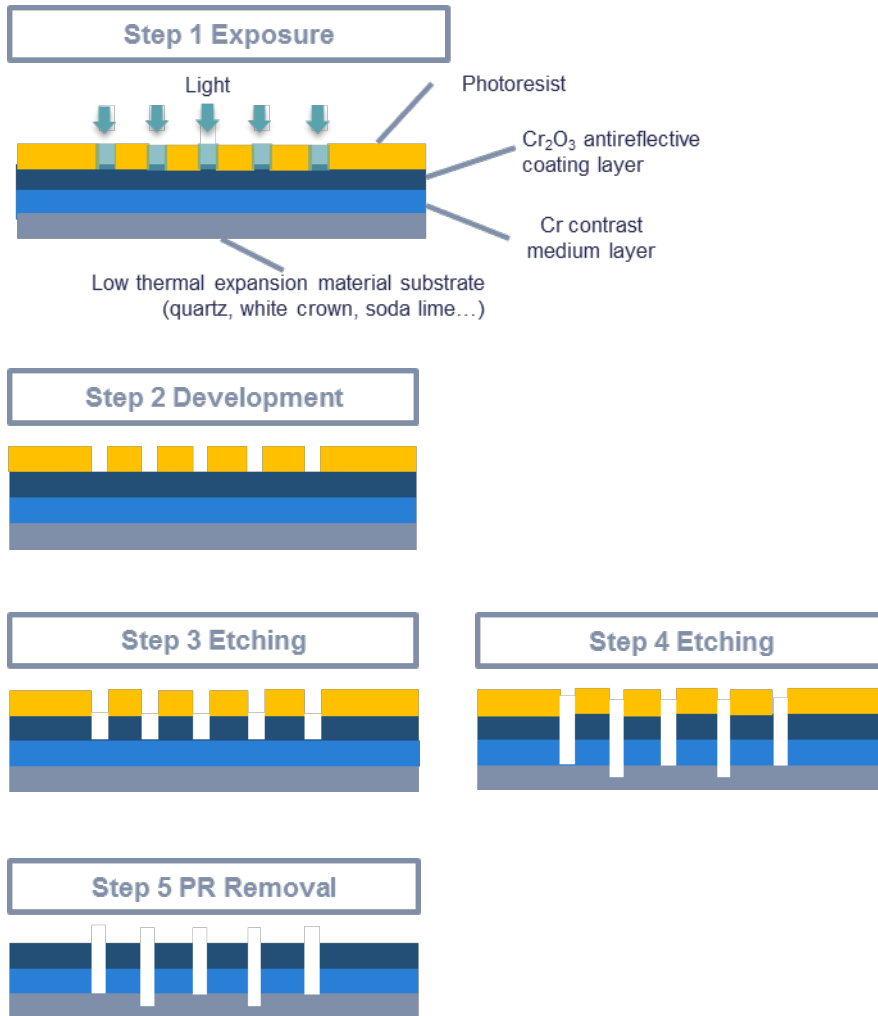 Step 1 Exposure
Light
Photoresist
Cr₂O₃ antireflective
coating layer
Cr contrast
medium layer
Low thermal expansion material substrate
(quartz, white crown, soda lime…)
Step 2 Development
Step 3 Etching
Step 4 Etching
Step 5 PR Removal